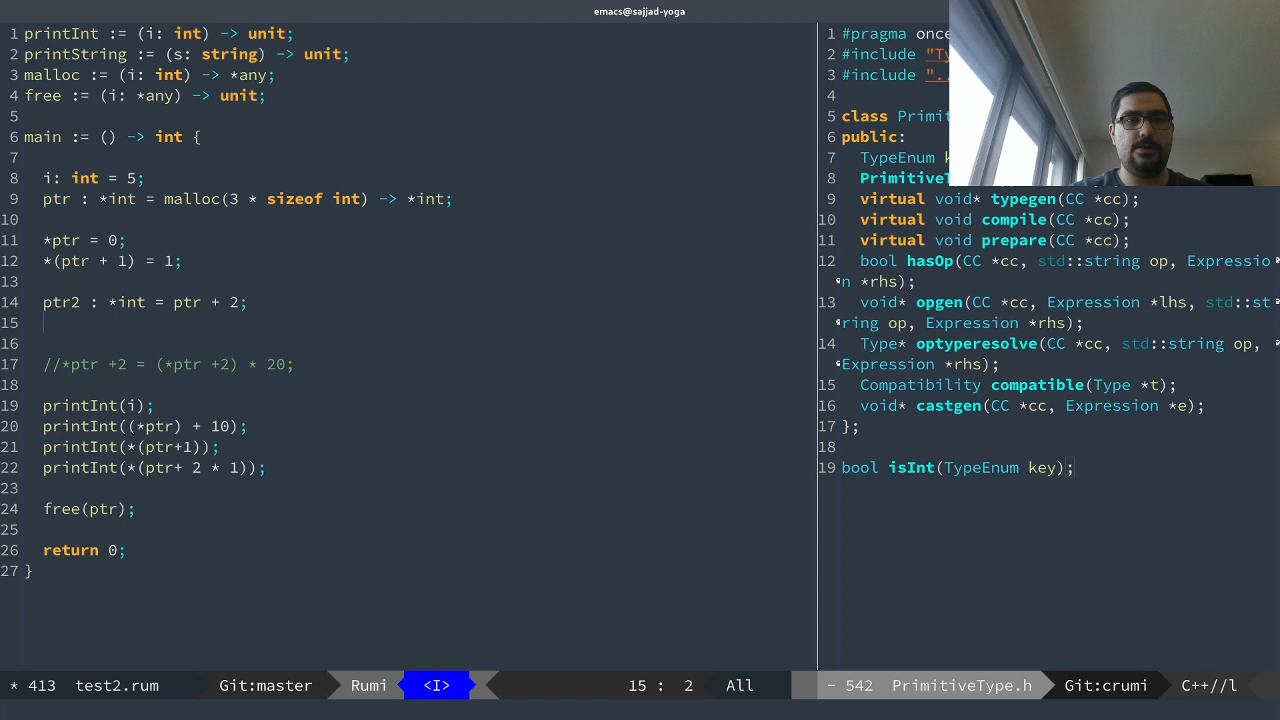 emacs@sajjad-yoga
1 printInt := (i: int) -> unit;
2 printString := (s: string) -> unit;
3 malloc := (i: int) -> *any;
4 free := (i: *any) -> unit;
5
6 main := () -> int {
7
8   i: int = 5;
9   ptr : *int = malloc(3 * sizeof int) -> *int;
10
11   *ptr = 0;
12   *(ptr + 1) = 1;
13
14   ptr2 : *int = ptr + 2;
15
16
17   //*ptr +2 = (*ptr +2) * 20;
18
19   printInt(i);
20   printInt((*ptr) + 10);
21   printInt(*(ptr+1));
22   printInt(*(ptr+ 2 * 1));
23
24   free(ptr);
25
26   return 0;
27 }
* 413 test2.rum Git:master Rumi <I> 15 : 2 All
1 #pragma once
2 #include "Ty
3 #include "..
4
5 class Primit
6 public:
7   TypeEnum k
8   PrimitiveT
9   virtual void* typegen(CC *cc);
10   virtual void compile(CC *cc);
11   virtual void prepare(CC *cc);
12   bool hasOp(CC *cc, std::string op, Expressio
n *rhs);
13   void* opgen(CC *cc, Expression *lhs, std::st
ring op, Expression *rhs);
14   Type* optyperesolve(CC *cc, std::string op,
Expression *rhs);
15   Compatibility compatible(Type *t);
16   void* castgen(CC *cc, Expression *e);
17 };
18
19 bool isInt(TypeEnum key);
- 542 PrimitiveType.h Git:crumi C++//l